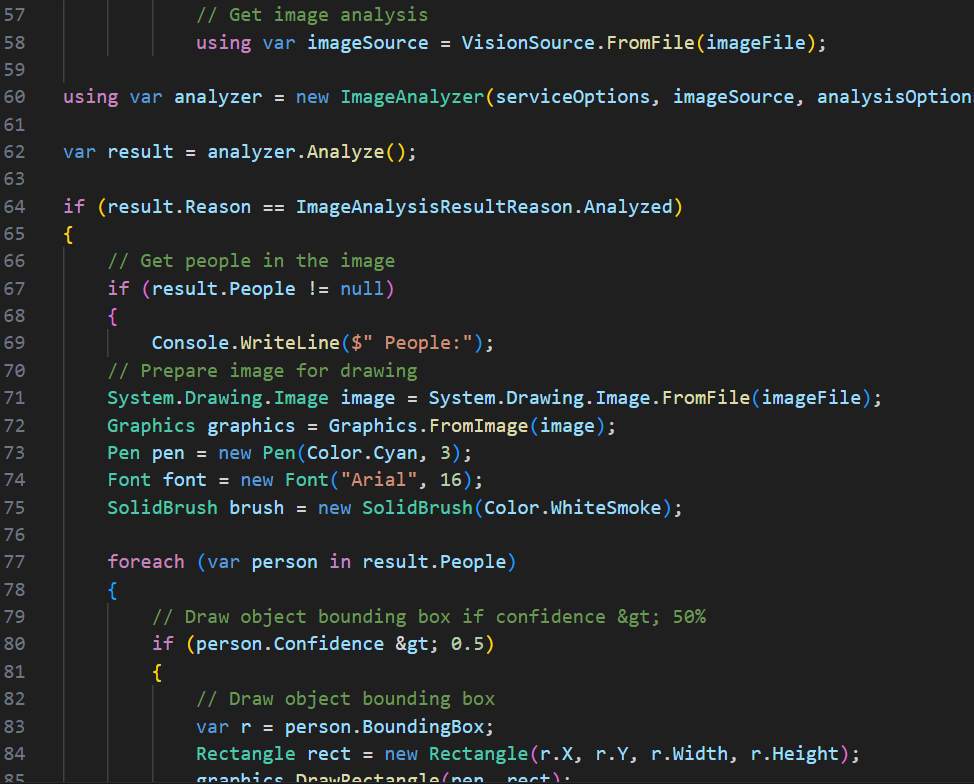 57 // Get image analysis
58 using var imageSource = VisionSource.FromFile(imageFile);
59
60 using var analyzer = new ImageAnalyzer(serviceOptions, imageSource, analysisOption
61
62 var result = analyzer.Analyze();
63
64 if (result.Reason == ImageAnalysisResultReason.Analyzed)
65 {
66 // Get people in the image
67 if (result.People != null)
68 {
69 Console.WriteLine($" People:");
70 // Prepare image for drawing
71 System.Drawing.Image image = System.Drawing.Image.FromFile(imageFile);
72 Graphics graphics = Graphics.FromImage(image);
73 Pen pen = new Pen(Color.Cyan, 3);
74 Font font = new Font("Arial", 16);
75 SolidBrush brush = new SolidBrush(Color.WhiteSmoke);
76
77 foreach (var person in result.People)
78 {
79 // Draw object bounding box if confidence &gt; 50%
80 if (person.Confidence &gt; 0.5)
81 {
82 // Draw object bounding box
83 var r = person.BoundingBox;
84 Rectangle rect = new Rectangle(r.X, r.Y, r.Width, r.Height);
85 graphics.DrawRectangle(pen, rect);